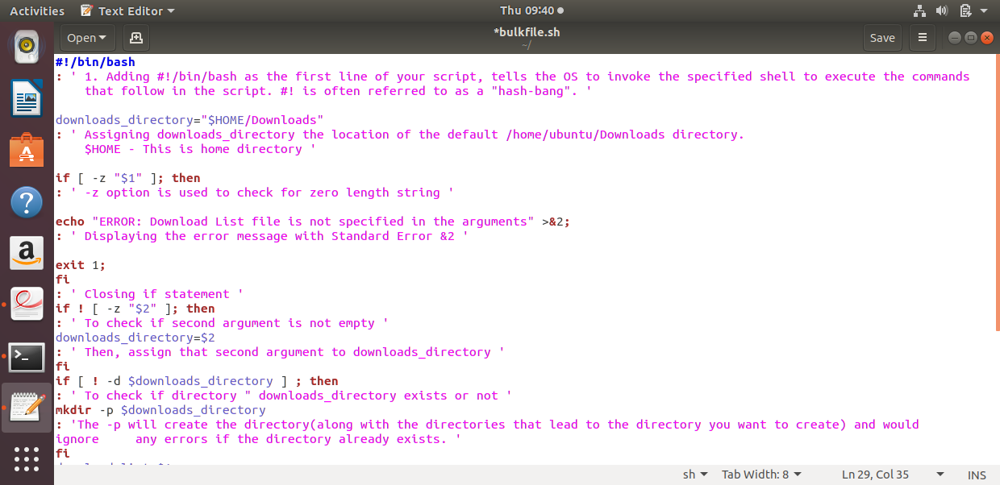 Activities Text Editor Thu 09:40
Open *bulkfile.sh Save
~/
#!/bin/bash
: ' 1. Adding #!/bin/bash as the first line of your script, tells the OS to invoke the specified shell to execute the commands
    that follow in the script. #! is often referred to as a "hash-bang". '
downloads_directory="$HOME/Downloads"
: ' Assigning downloads_directory the location of the default /home/ubuntu/Downloads directory.
    $HOME - This is home directory '
if [ -z "$1" ]; then
: ' -z option is used to check for zero length string '
echo "ERROR: Download List file is not specified in the arguments" >&2;
: ' Displaying the error message with Standard Error &2 '
exit 1;
fi
: ' Closing if statement '
if ! [ -z "$2" ]; then
: ' To check if second argument is not empty '
downloads_directory=$2
: ' Then, assign that second argument to downloads_directory '
fi
if [ ! -d $downloads_directory ] ; then
: ' To check if directory " downloads_directory exists or not '
mkdir -p $downloads_directory
: 'The -p will create the directory(along with the directories that lead to the directory you want to create) and would
ignore     any errors if the directory already exists. '
fi
sh Tab Width: 8 Ln 29, Col 35 INS